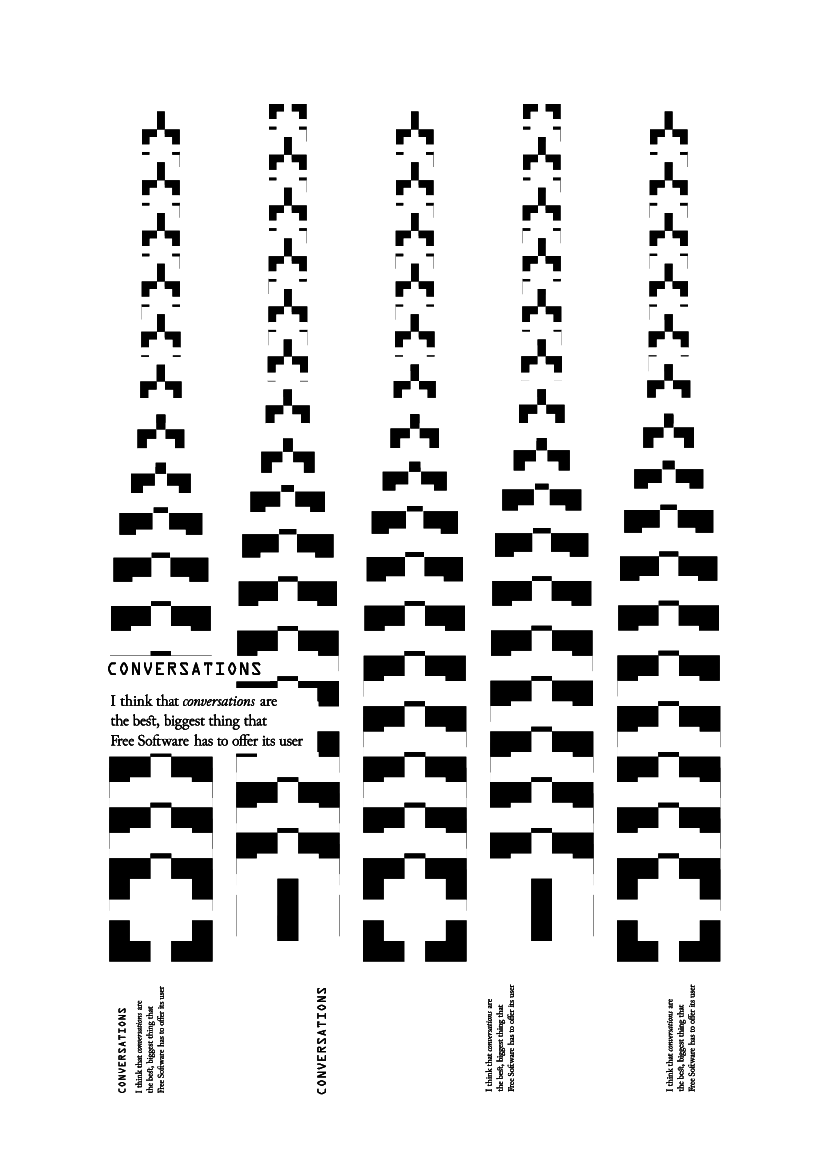 CONVERSATIONS
I think that conversations are
the best, biggest thing that
Free Software has to offer its user
CONVERSATIONS
I think that conversations are
the best, biggest thing that
Free Software has to offer its user
CONVERSATIONS
I think that conversations are
the best, biggest thing that
Free Software has to offer its user
I think that conversations are
the best, biggest thing that
Free Software has to offer its user